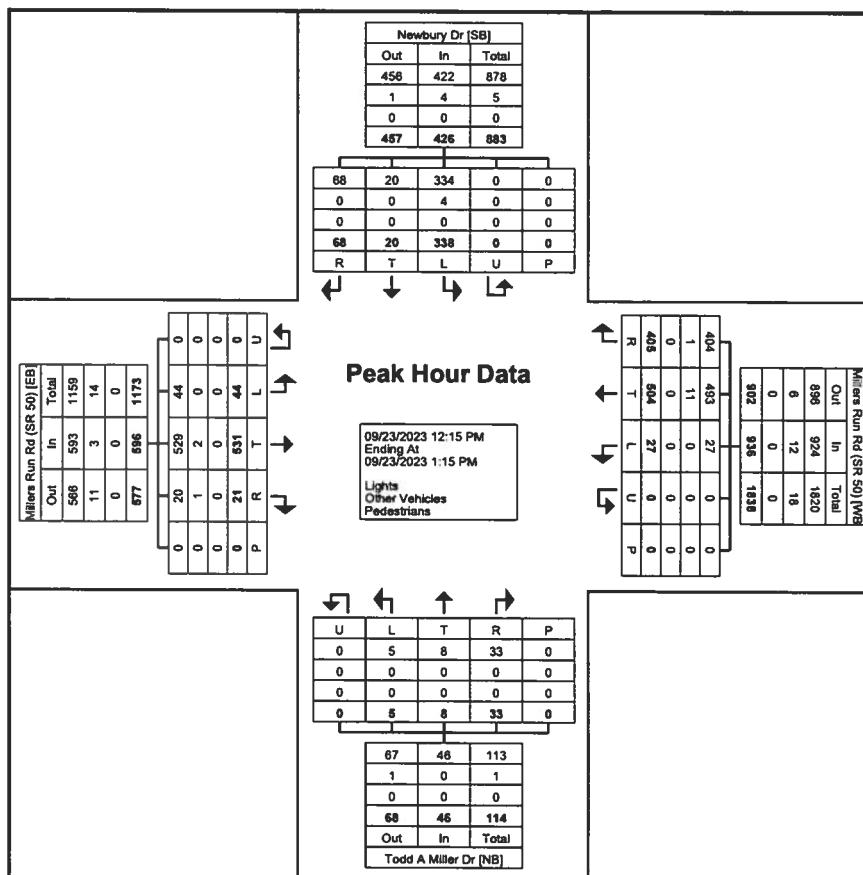 Newbury Dr [SB]
Out In Total
456 422 878
1 4 5
0 0 0
457 426 883
68 20 334 0 0
0 0 4 0 0
0 0 0 0 0
68 20 338 0 0
R T L U P
Millers Run Rd (SR 50) [EB]
Total In Out
1159 593 566
14 3 11
0 0 0
1173 596 577
0 44 529 20 0
0 0 2 1 0
0 0 0 0 0
0 44 531 21 0
U L T R P
Peak Hour Data
09/23/2023 12:15 PM
Ending At
09/23/2023 1:15 PM
Lights
Other Vehicles
Pedestrians
R T L U P
405 504 27 0 0
0 0 0 0 0
1 11 0 0 0
404 493 27 0 0
902 936 1838
0 0 0
6 12 18
896 924 1820
Out In Total
Millers Run Rd (SR 50) [WB]
U L T R P
0 5 8 33 0
0 0 0 0 0
0 0 0 0 0
0 5 8 33 0
67 46 113
1 0 1
0 0 0
68 46 114
Out In Total
Todd A Miller Dr [NB]